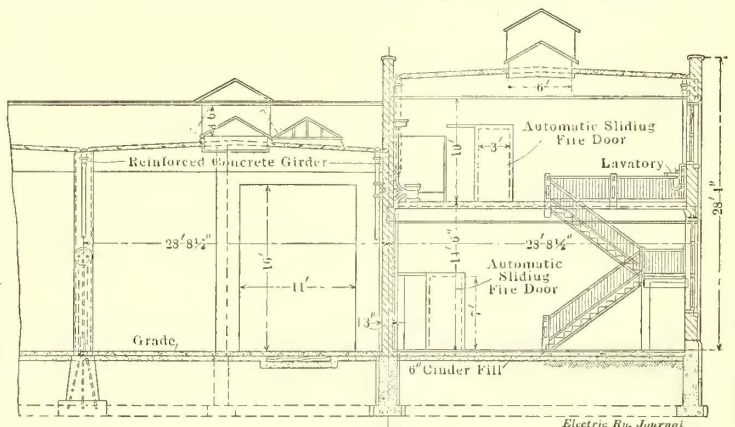 6'
Automatic Sliding
Fire Door
3'
10'
Lavatory
Reinforced Concrete Girder
28'8½"
28'8½"
28'-1"
16'
11'
14'6"
Automatic
Sliding
Fire Door
13"
7'
Grade
6" Cinder Fill
Electric Ry. Journal